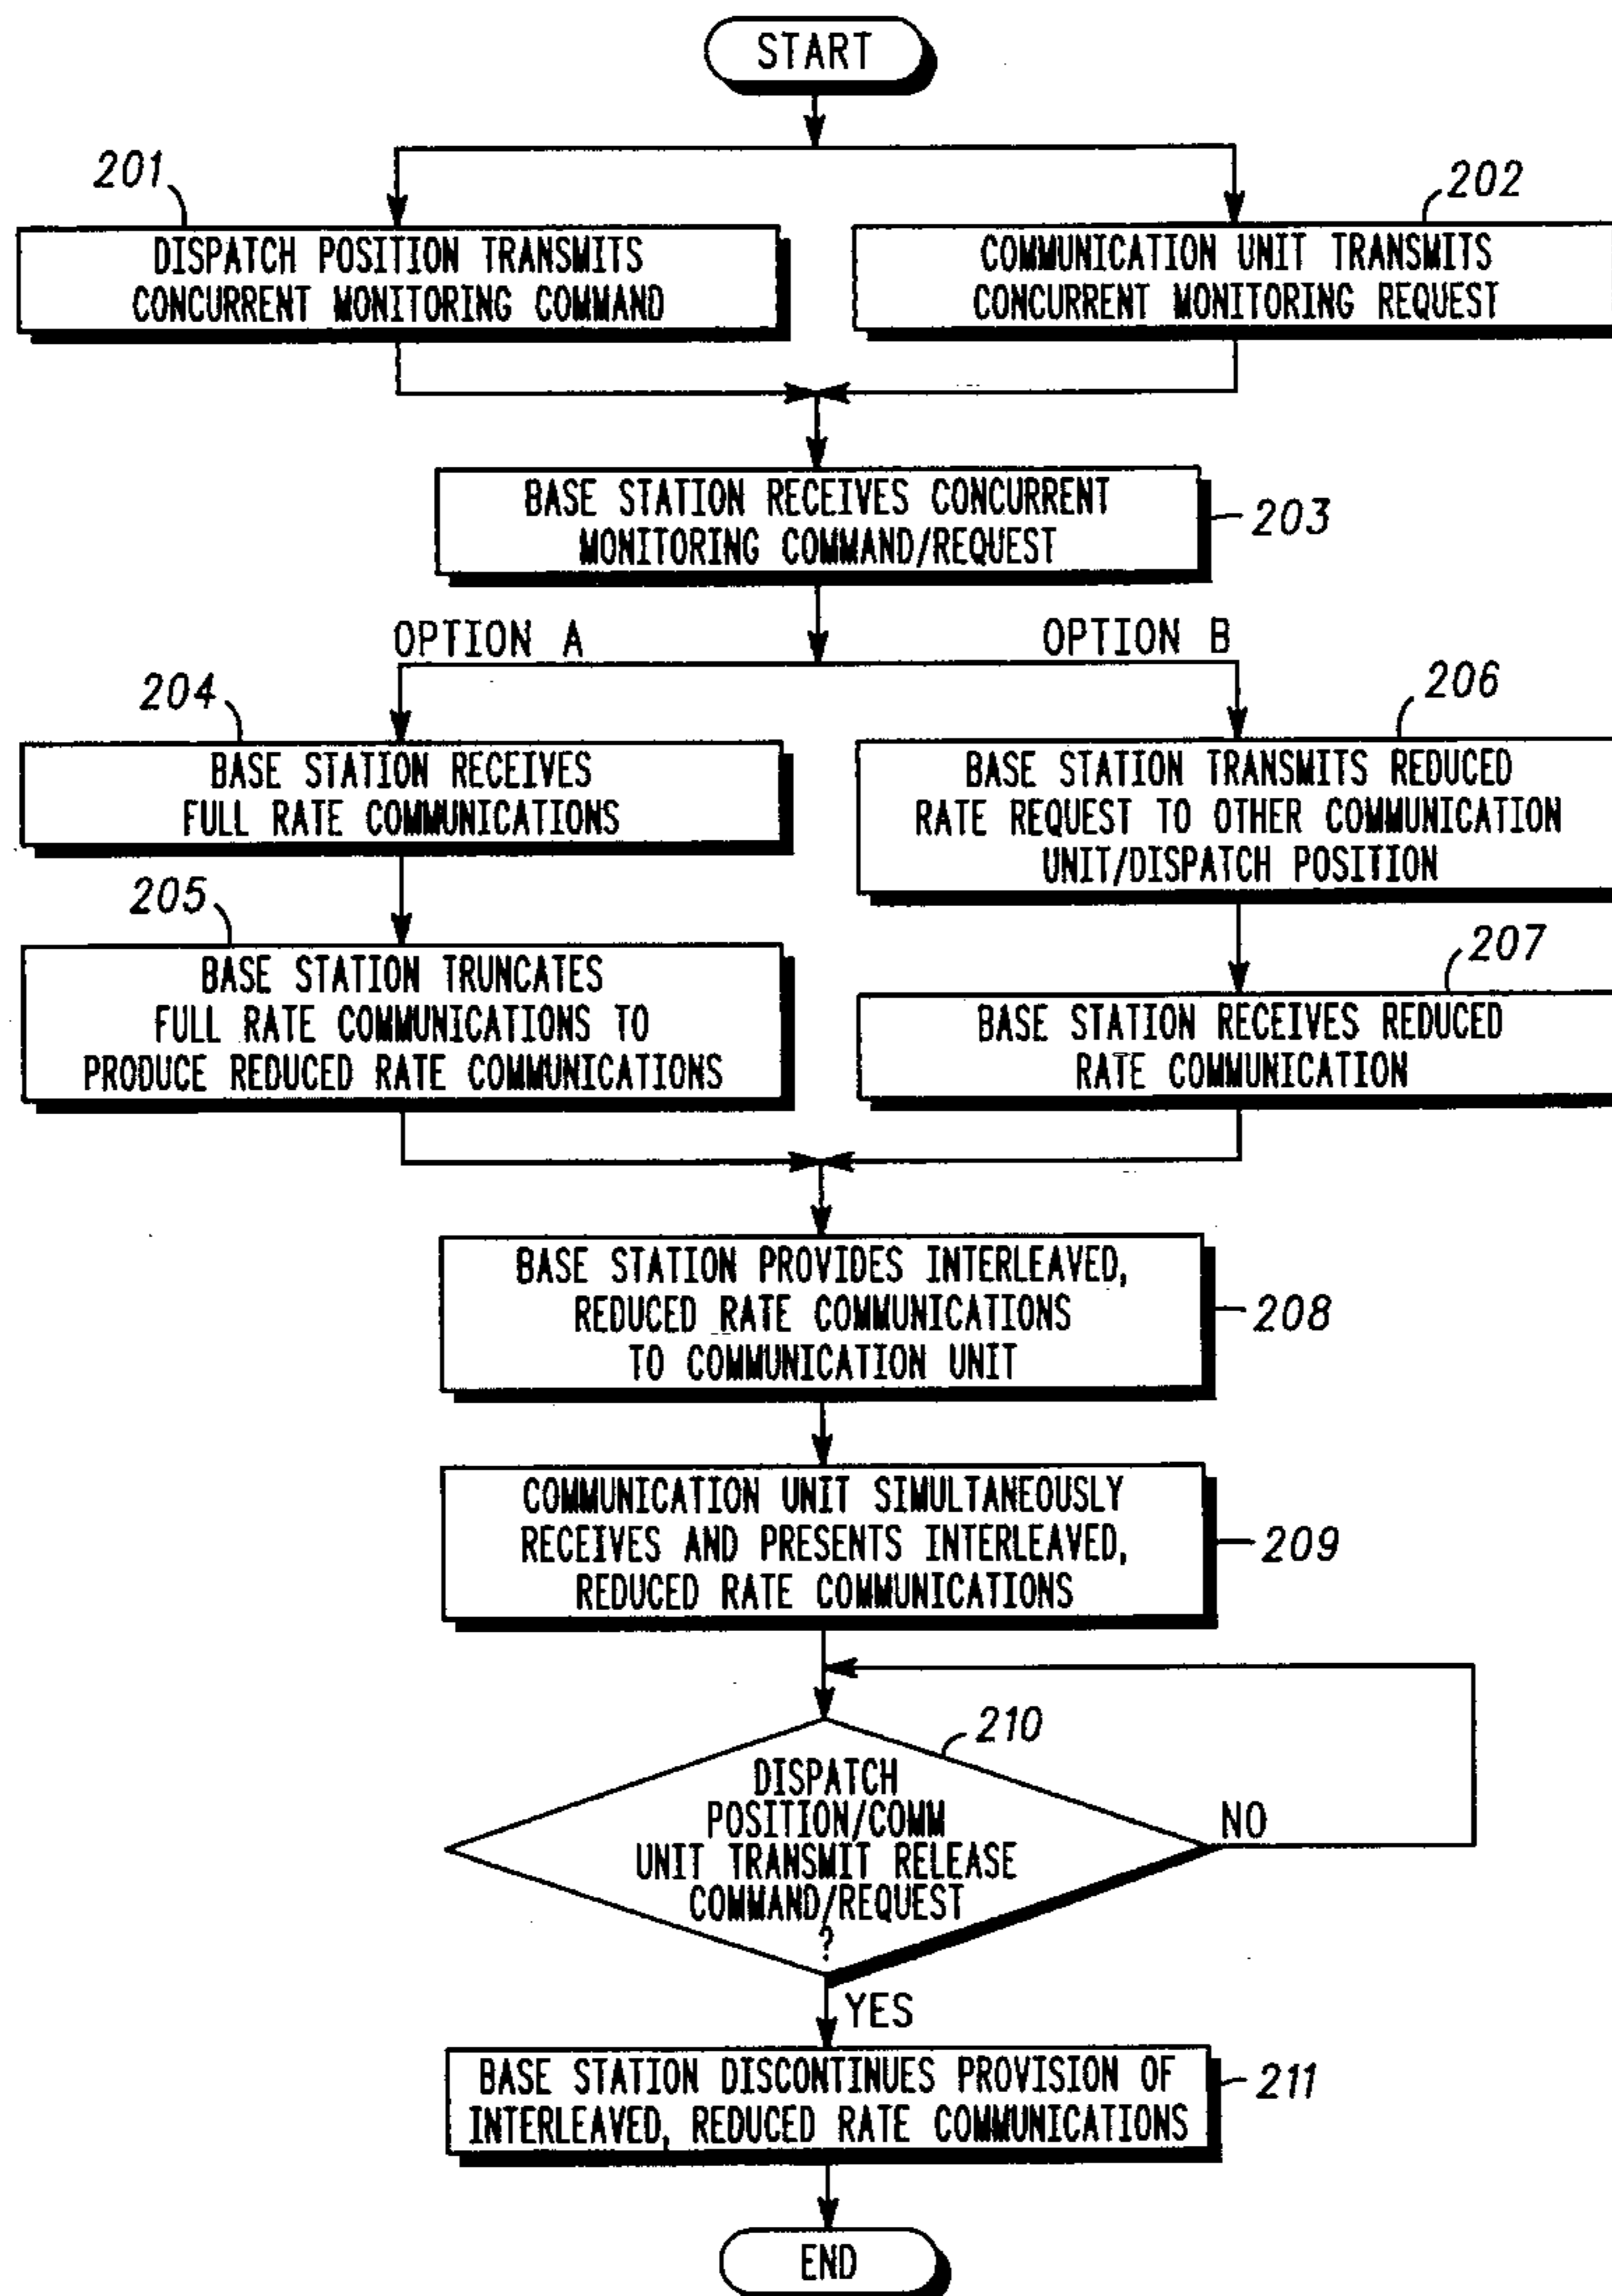 START
201
202
DISPATCH POSITION TRANSMITS
CONCURRENT MONITORING COMMAND
COMMUNICATION UNIT TRANSMITS
CONCURRENT MONITORING REQUEST
BASE STATION RECEIVES CONCURRENT
MONITORING COMMAND/REQUEST
203
OPTION A
OPTION B
204
206
BASE STATION RECEIVES
FULL RATE COMMUNICATIONS
BASE STATION TRANSMITS REDUCED
RATE REQUEST TO OTHER COMMUNICATION
UNIT/DISPATCH POSITION
205
207
BASE STATION TRUNCATES
FULL RATE COMMUNICATIONS TO
PRODUCE REDUCED RATE COMMUNICATIONS
BASE STATION RECEIVES REDUCED
RATE COMMUNICATION
BASE STATION PROVIDES INTERLEAVED,
REDUCED RATE COMMUNICATIONS
TO COMMUNICATION UNIT
208
COMMUNICATION UNIT SIMULTANEOUSLY
RECEIVES AND PRESENTS INTERLEAVED,
REDUCED RATE COMMUNICATIONS
209
210
DISPATCH
POSITION/COMM
UNIT TRANSMIT RELEASE
COMMAND/REQUEST
?
NO
YES
BASE STATION DISCONTINUES PROVISION OF
INTERLEAVED, REDUCED RATE COMMUNICATIONS
211
END